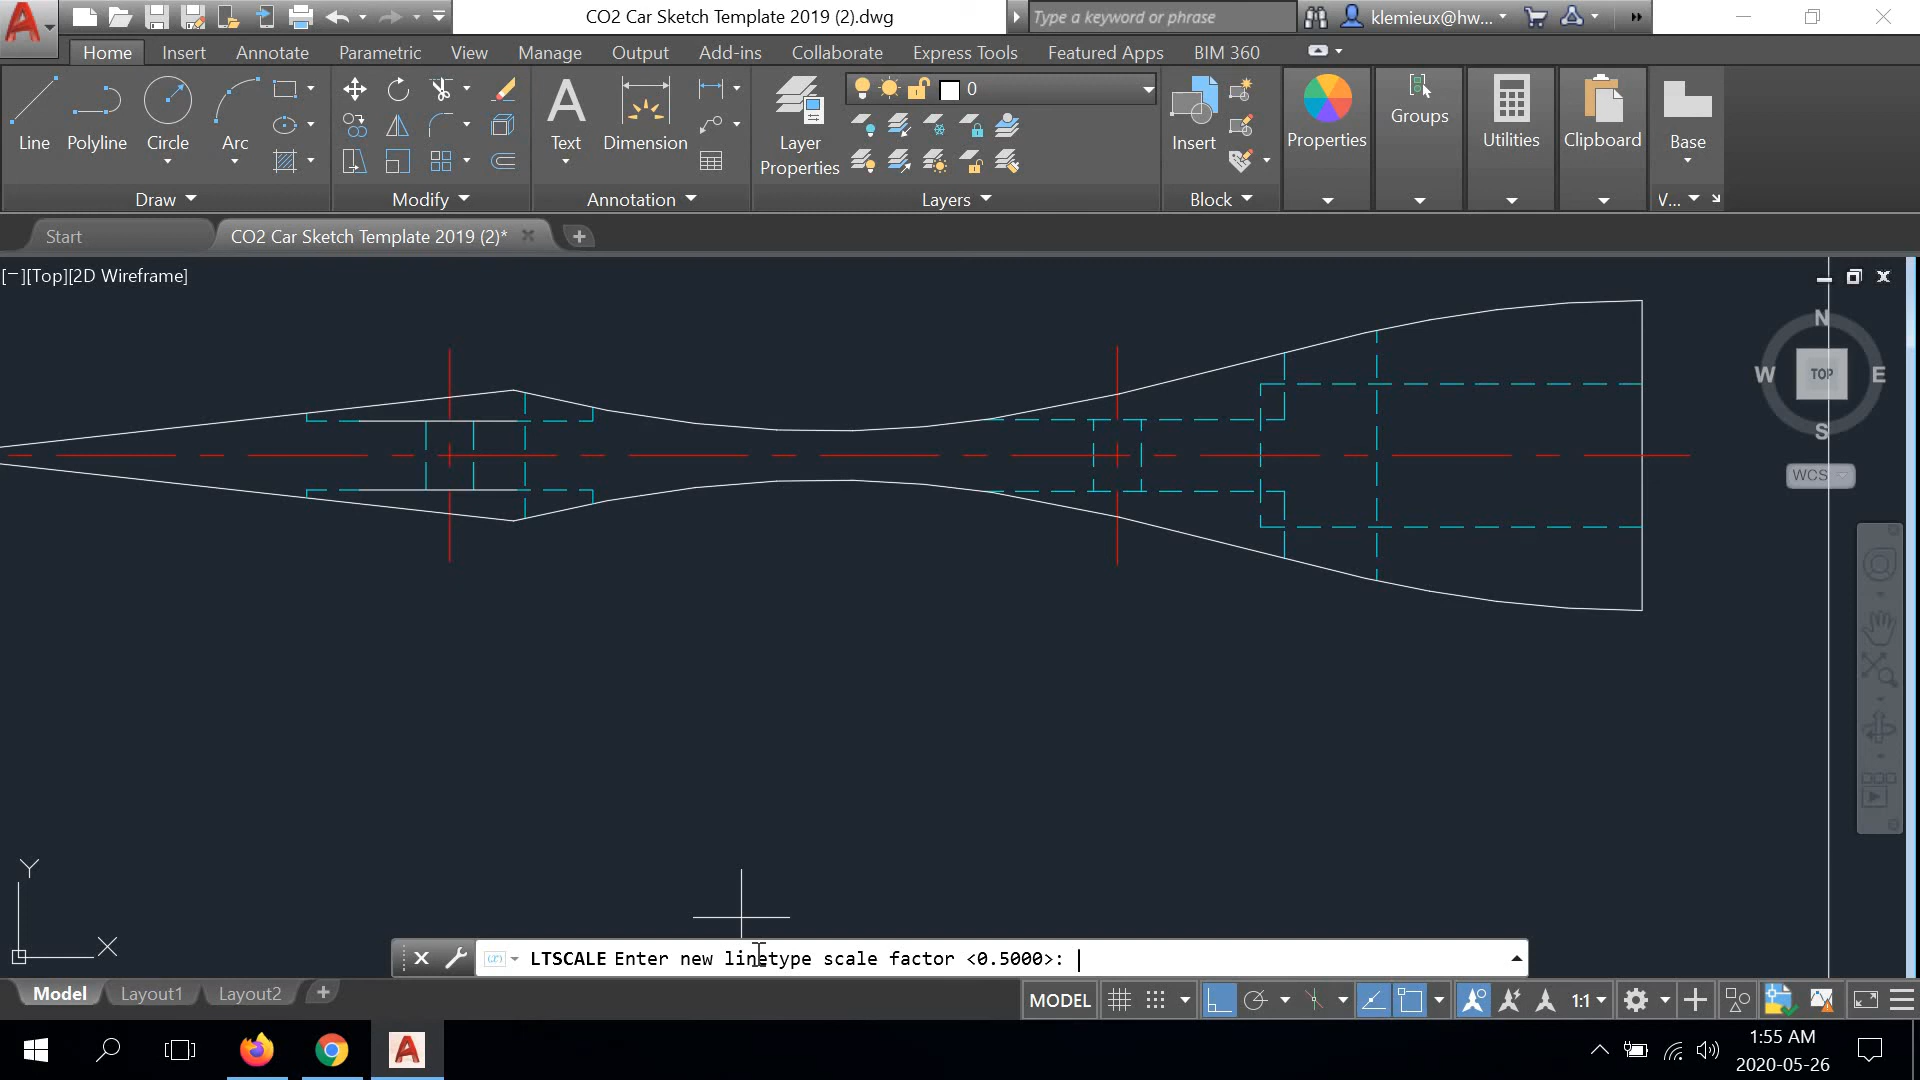 CO2 Car Sketch Template 2019 (2).dwg
Type a keyword or phrase
klemieux@hw...
Home Insert Annotate Parametric View Manage Output Add-ins Collaborate Express Tools Featured Apps BIM 360
0
Line Polyline Circle Arc Text Dimension Layer Properties Insert Properties Groups Utilities Clipboard Base
Draw Modify Annotation Layers Block V...
Start CO2 Car Sketch Template 2019 (2)*
[−][Top][2D Wireframe]
N
W TOP E
S
WCS
Y
X
LTSCALE Enter new linetype scale factor <0.5000>:
Model Layout1 Layout2 MODEL 1:1
1:55 AM
2020-05-26